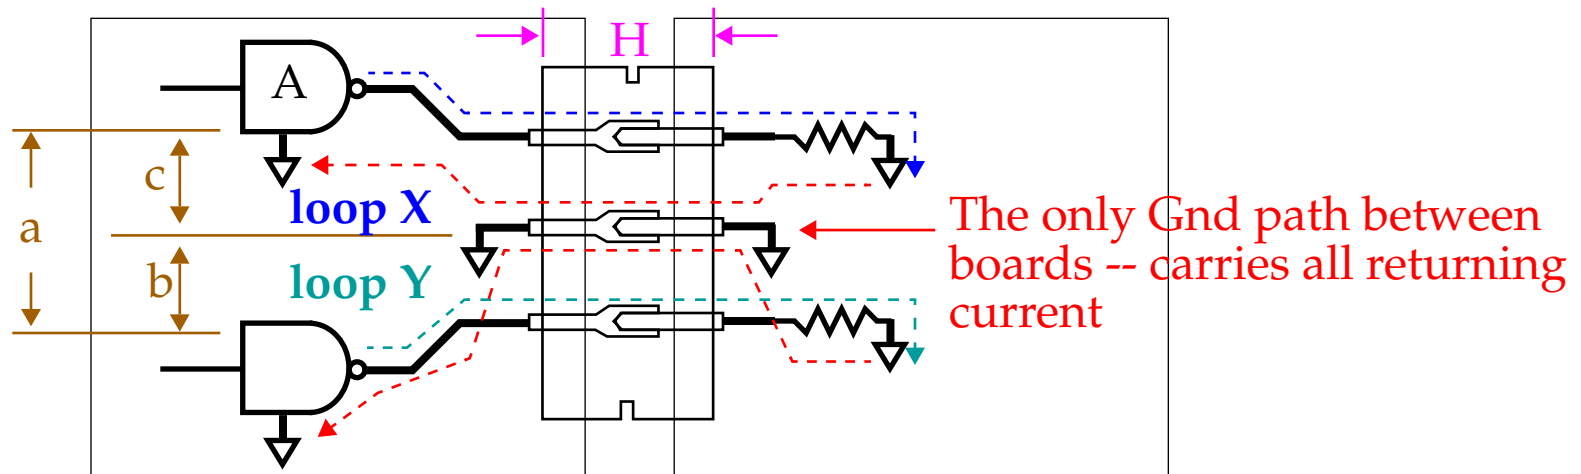 H
A
c
loop X
a
The only Gnd path between
boards -- carries all returning
current
b
loop Y